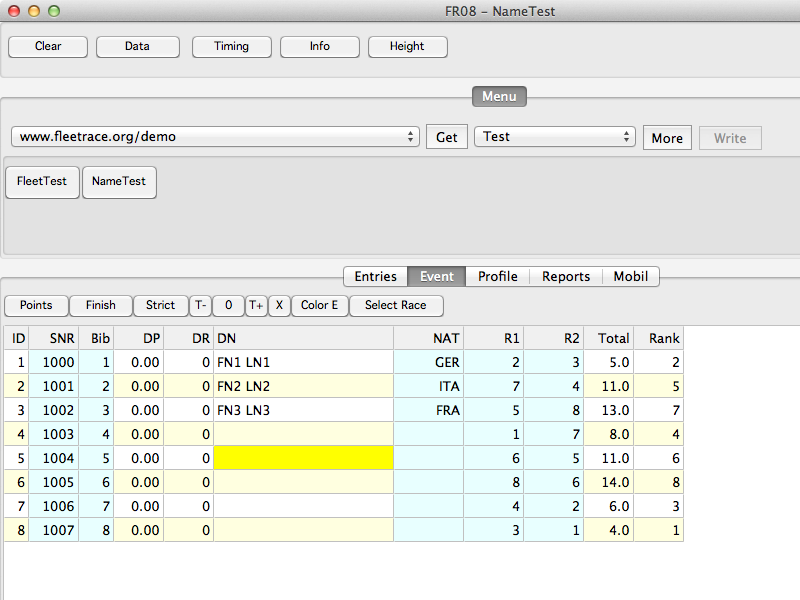 FR08 - NameTest
Clear Data Timing Info Height
Menu
www.fleetrace.org/demo Get Test More Write
FleetTest NameTest
Entries Event Profile Reports Mobil
Points Finish Strict T- 0 T+ X Color E Select Race
ID SNR Bib DP DR DN NAT R1 R2 Total Rank
1 1000 1 0.00 0 FN1 LN1 GER 2 3 5.0 2
2 1001 2 0.00 0 FN2 LN2 ITA 7 4 11.0 5
3 1002 3 0.00 0 FN3 LN3 FRA 5 8 13.0 7
4 1003 4 0.00 0 1 7 8.0 4
5 1004 5 0.00 0 6 5 11.0 6
6 1005 6 0.00 0 8 6 14.0 8
7 1006 7 0.00 0 4 2 6.0 3
8 1007 8 0.00 0 3 1 4.0 1